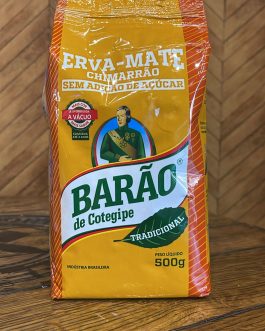 ERVA-MATE
CHIMARRÃO
SEM ADIÇÃO DE AÇÚCAR
A VÁCUO
BARÃO®
de Cotegipe
TRADICIONAL
PESO LÍQUIDO
500g
INDÚSTRIA BRASILEIRA